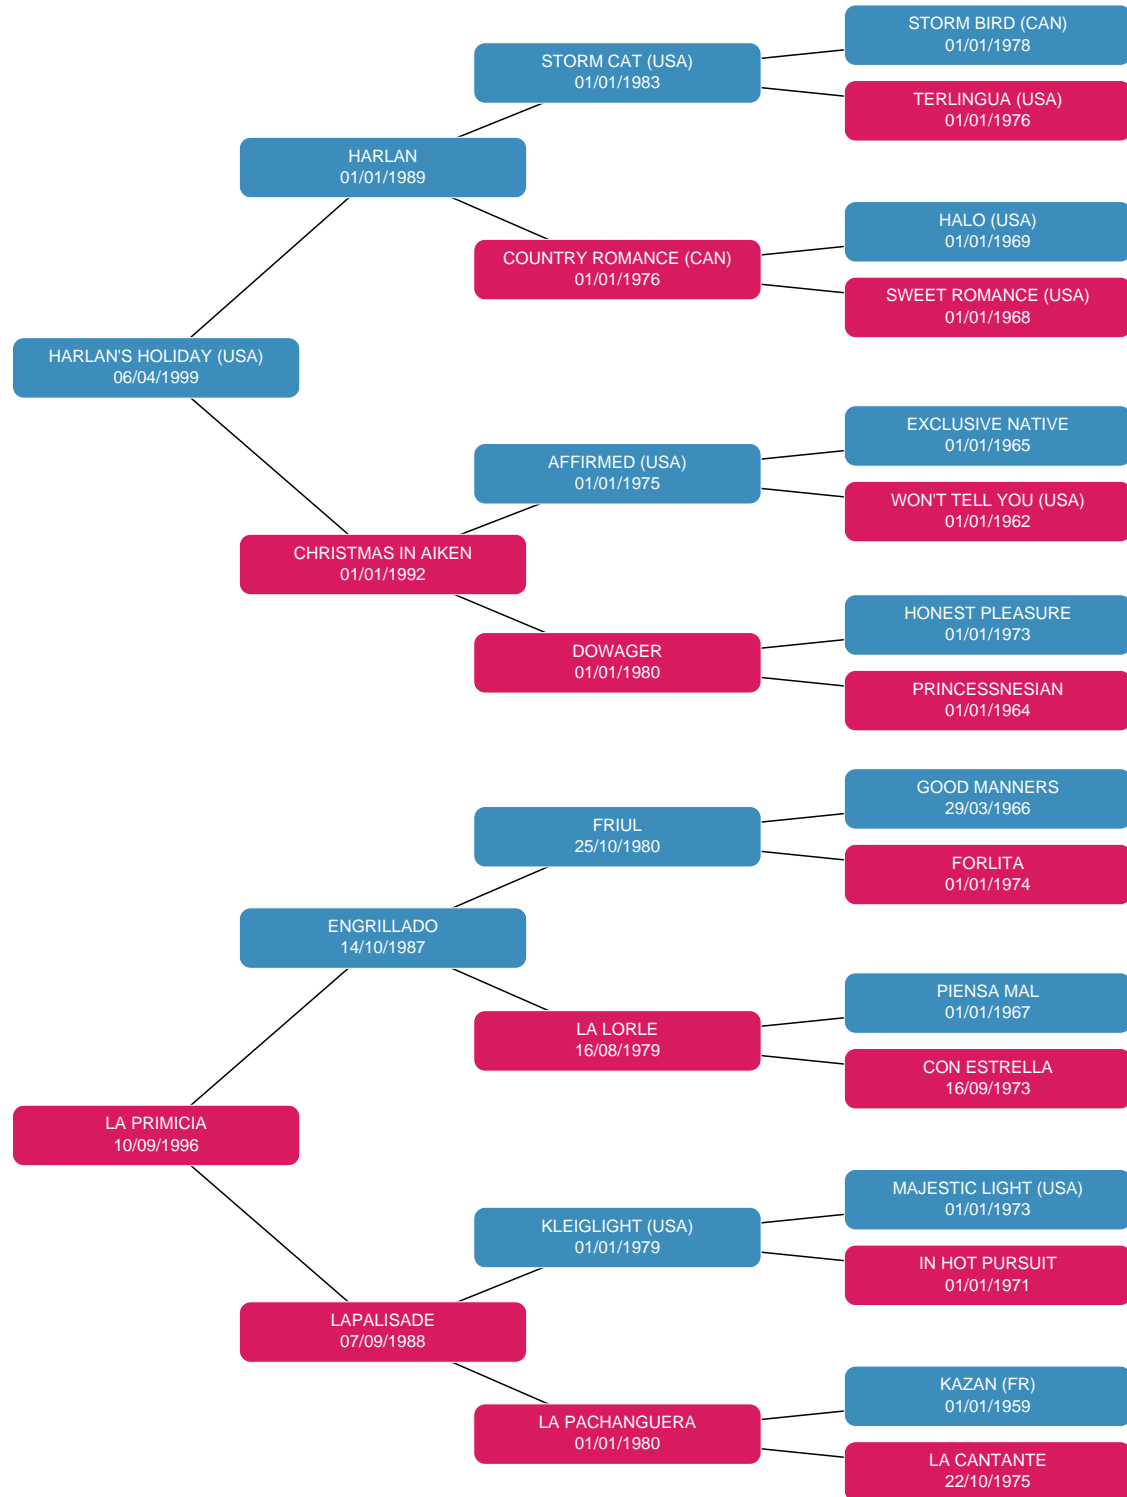 STORM BIRD (CAN)
01/01/1978
STORM CAT (USA)
01/01/1983
TERLINGUA (USA)
01/01/1976
HARLAN
01/01/1989
HALO (USA)
01/01/1969
COUNTRY ROMANCE (CAN)
01/01/1976
SWEET ROMANCE (USA)
01/01/1968
HARLAN'S HOLIDAY (USA)
06/04/1999
EXCLUSIVE NATIVE
01/01/1965
AFFIRMED (USA)
01/01/1975
WON'T TELL YOU (USA)
01/01/1962
CHRISTMAS IN AIKEN
01/01/1992
HONEST PLEASURE
01/01/1973
DOWAGER
01/01/1980
PRINCESSNESIAN
01/01/1964
GOOD MANNERS
29/03/1966
FRIUL
25/10/1980
FORLITA
01/01/1974
ENGRILLADO
14/10/1987
PIENSA MAL
01/01/1967
LA LORLE
16/08/1979
CON ESTRELLA
16/09/1973
LA PRIMICIA
10/09/1996
MAJESTIC LIGHT (USA)
01/01/1973
KLEIGLIGHT (USA)
01/01/1979
IN HOT PURSUIT
01/01/1971
LAPALISADE
07/09/1988
KAZAN (FR)
01/01/1959
LA PACHANGUERA
01/01/1980
LA CANTANTE
22/10/1975